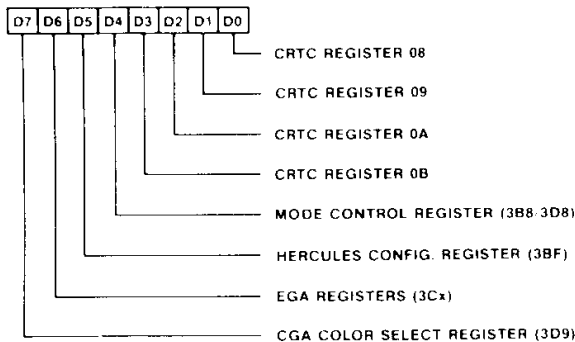 D7 D6 D5 D4 D3 D2 D1 D0
CRTC REGISTER 08
CRTC REGISTER 09
CRTC REGISTER 0A
CRTC REGISTER 0B
MODE CONTROL REGISTER (3B8/3D8)
HERCULES CONFIG. REGISTER (3BF)
EGA REGISTERS (3Cx)
CGA COLOR SELECT REGISTER (3D9)